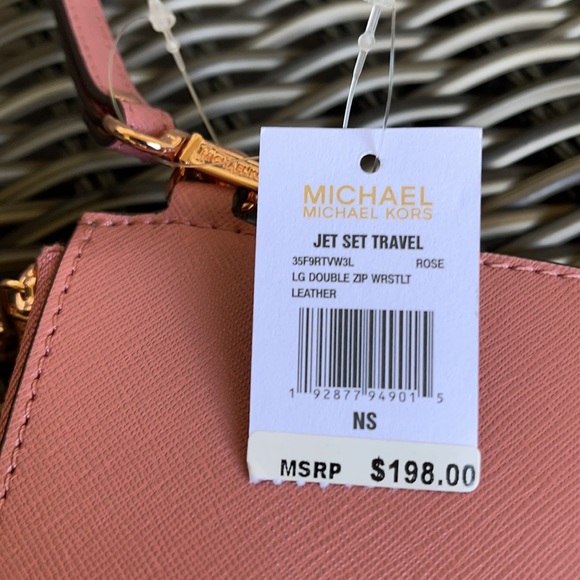 MICHAEL
MICHAEL KORS
JET SET TRAVEL
35F9RTVW3L ROSE
LG DOUBLE ZIP WRSTLT
LEATHER
1 92877 94901 5
NS
MSRP $198.00